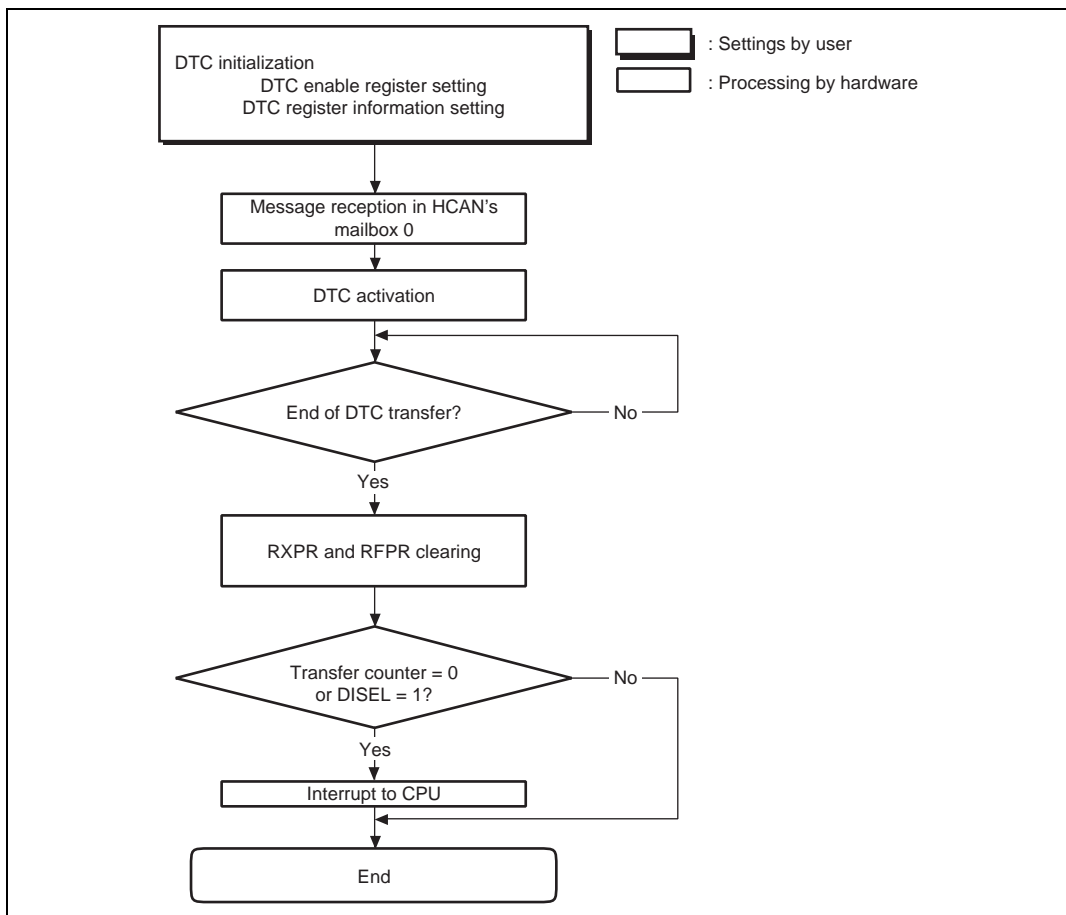 DTC initialization
DTC enable register setting
DTC register information setting
: Settings by user
: Processing by hardware
Message reception in HCAN's
mailbox 0
DTC activation
End of DTC transfer?
No
Yes
RXPR and RFPR clearing
Transfer counter = 0
or DISEL = 1?
No
Yes
Interrupt to CPU
End